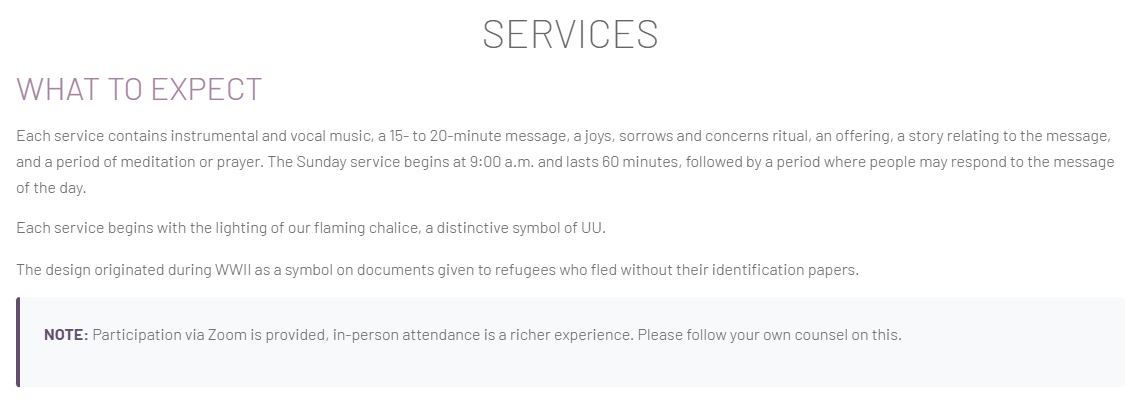 SERVICES
WHAT TO EXPECT
Each service contains instrumental and vocal music, a 15- to 20-minute message, a joys, sorrows and concerns ritual, an offering, a story relating to the message,
and a period of meditation or prayer. The Sunday service begins at 9:00 a.m. and lasts 60 minutes, followed by a period where people may respond to the message
of the day.
Each service begins with the lighting of our flaming chalice, a distinctive symbol of UU.
The design originated during WWII as a symbol on documents given to refugees who fled without their identification papers.
NOTE: Participation via Zoom is provided, in-person attendance is a richer experience. Please follow your own counsel on this.